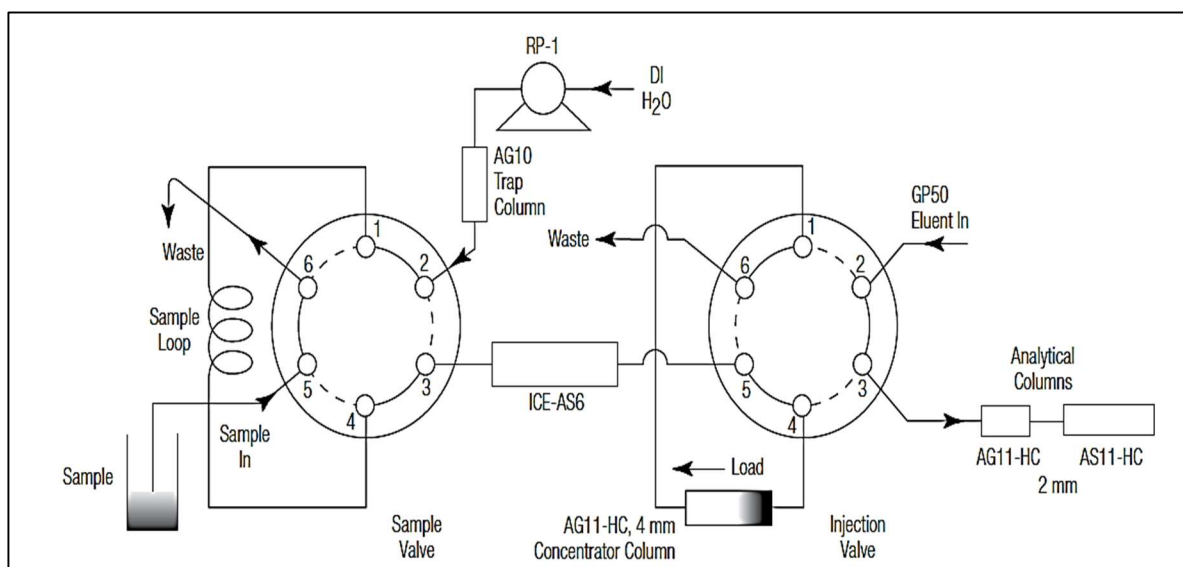 RP-1
DI
H2O
AG10
Trap
Column
Waste
Sample
Loop
1
2
3
4
5
6
Sample
In
Sample
Sample
Valve
ICE-AS6
Waste
GP50
Eluent In
1
2
3
4
5
6
Load
AG11-HC, 4 mm
Concentrator Column
Injection
Valve
Analytical
Columns
AG11-HC
AS11-HC
2 mm